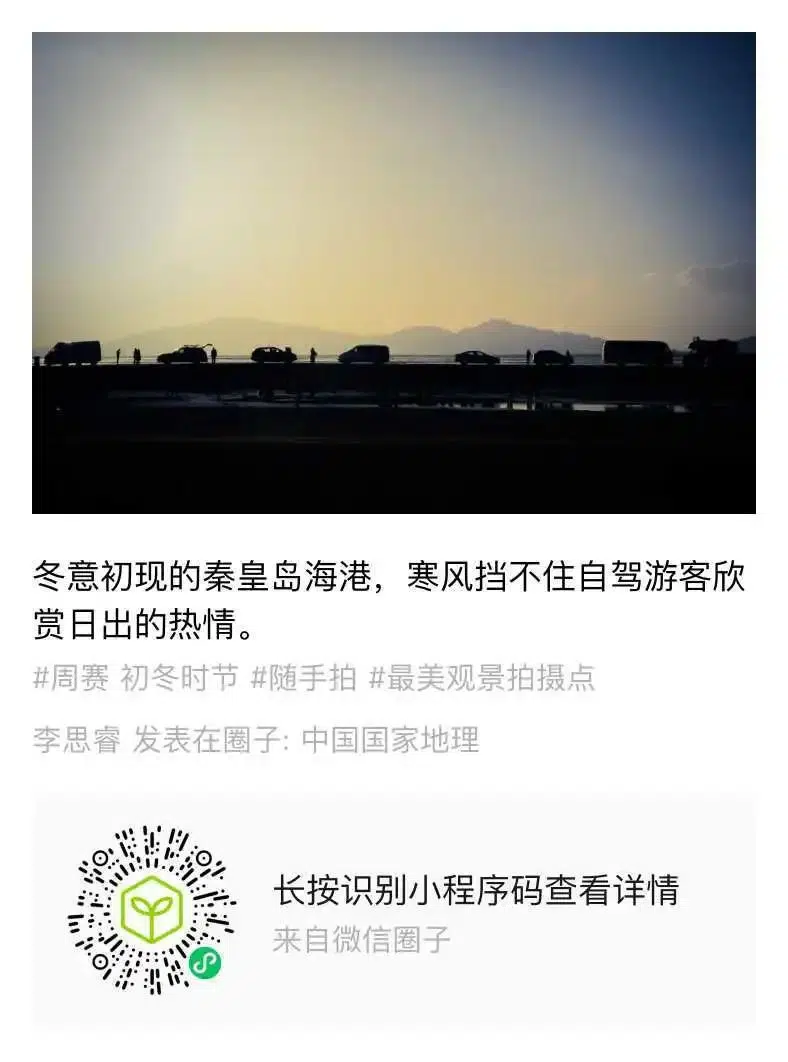 冬意初现的秦皇岛海港，寒风挡不住自驾游客欣
赏日出的热情。
#周赛 初冬时节 #随手拍 #最美观景拍摄点
李思睿 发表在圈子: 中国国家地理
长按识别小程序码查看详情
来自微信圈子